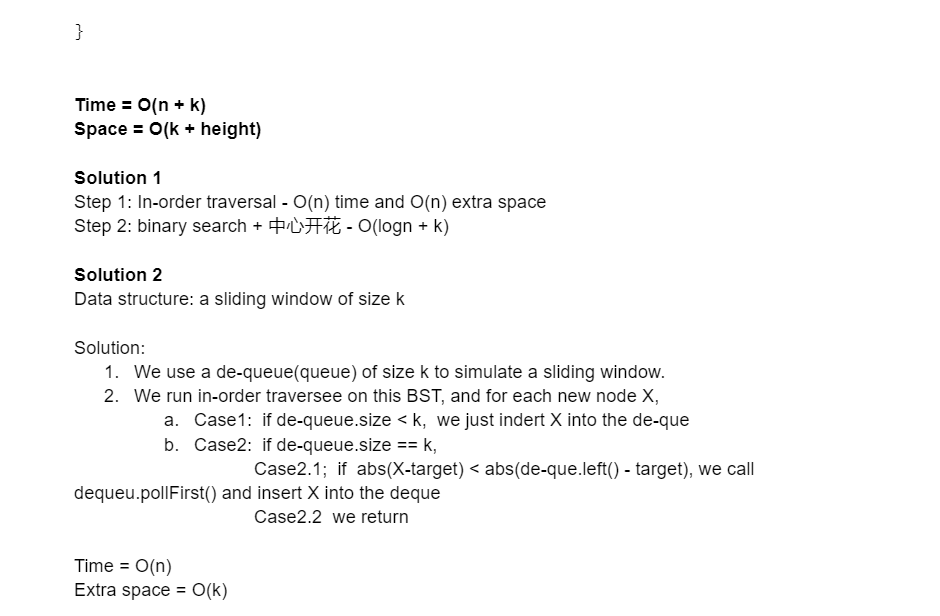 }
Time = O(n + k)
Space = O(k + height)
Solution 1
Step 1: In-order traversal - O(n) time and O(n) extra space
Step 2: binary search + 中心开花 - O(logn + k)
Solution 2
Data structure: a sliding window of size k
Solution:
1. We use a de-queue(queue) of size k to simulate a sliding window.
2. We run in-order traversee on this BST, and for each new node X,
a. Case1: if de-queue.size < k, we just indert X into the de-que
b. Case2: if de-queue.size == k,
Case2.1; if abs(X-target) < abs(de-que.left() - target), we call
dequeu.pollFirst() and insert X into the deque
Case2.2 we return
Time = O(n)
Extra space = O(k)